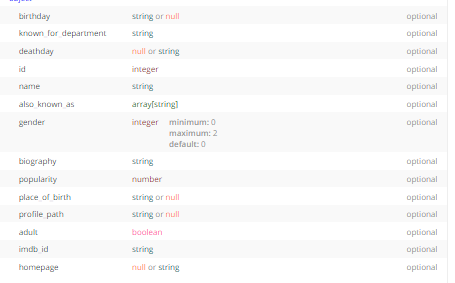 object
birthday string or null optional
known_for_department string optional
deathday null or string optional
id integer optional
name string optional
also_known_as array[string] optional
gender integer minimum: 0 optional
maximum: 2
default: 0
biography string optional
popularity number optional
place_of_birth string or null optional
profile_path string or null optional
adult boolean optional
imdb_id string optional
homepage null or string optional